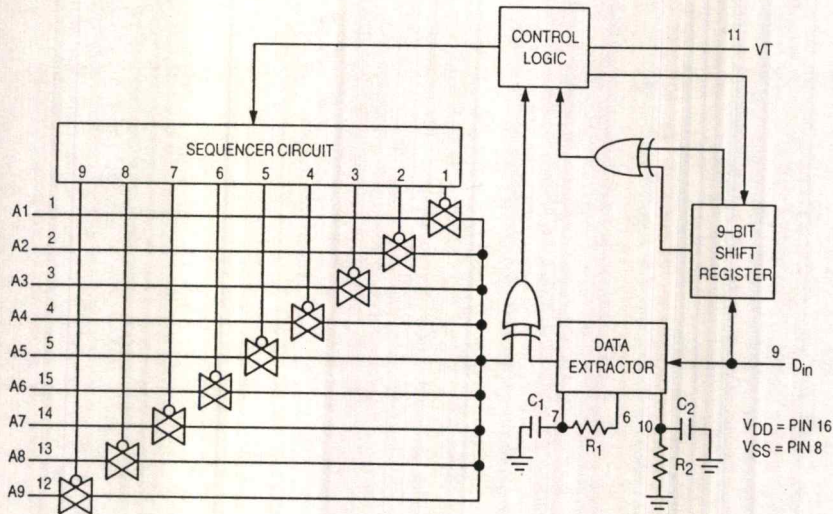 CONTROL
LOGIC
11
VT
SEQUENCER CIRCUIT
9 8 7 6 5 4 3 2 1
A1 1
A2 2
A3 3
A4 4
A5 5
A6 15
A7 14
A8 13
A9 12
9-BIT
SHIFT
REGISTER
DATA
EXTRACTOR
9
Din
C1
7
R1
6
10
C2
R2
VDD = PIN 16
VSS = PIN 8